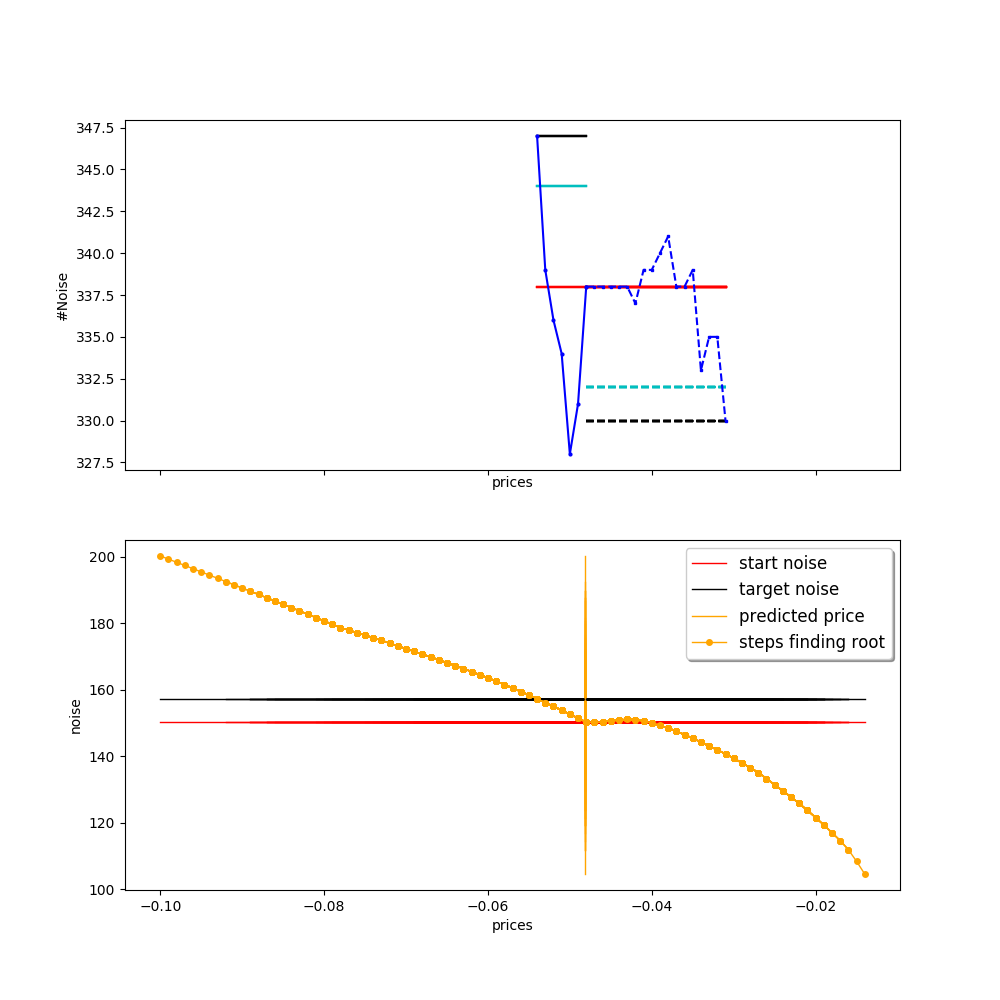 347.5
345.0
342.5
340.0
337.5
335.0
332.5
330.0
327.5
#Noise
prices
200
180
160
140
120
100
noise
start noise
target noise
predicted price
steps finding root
−0.10 −0.08 −0.06 −0.04 −0.02
prices